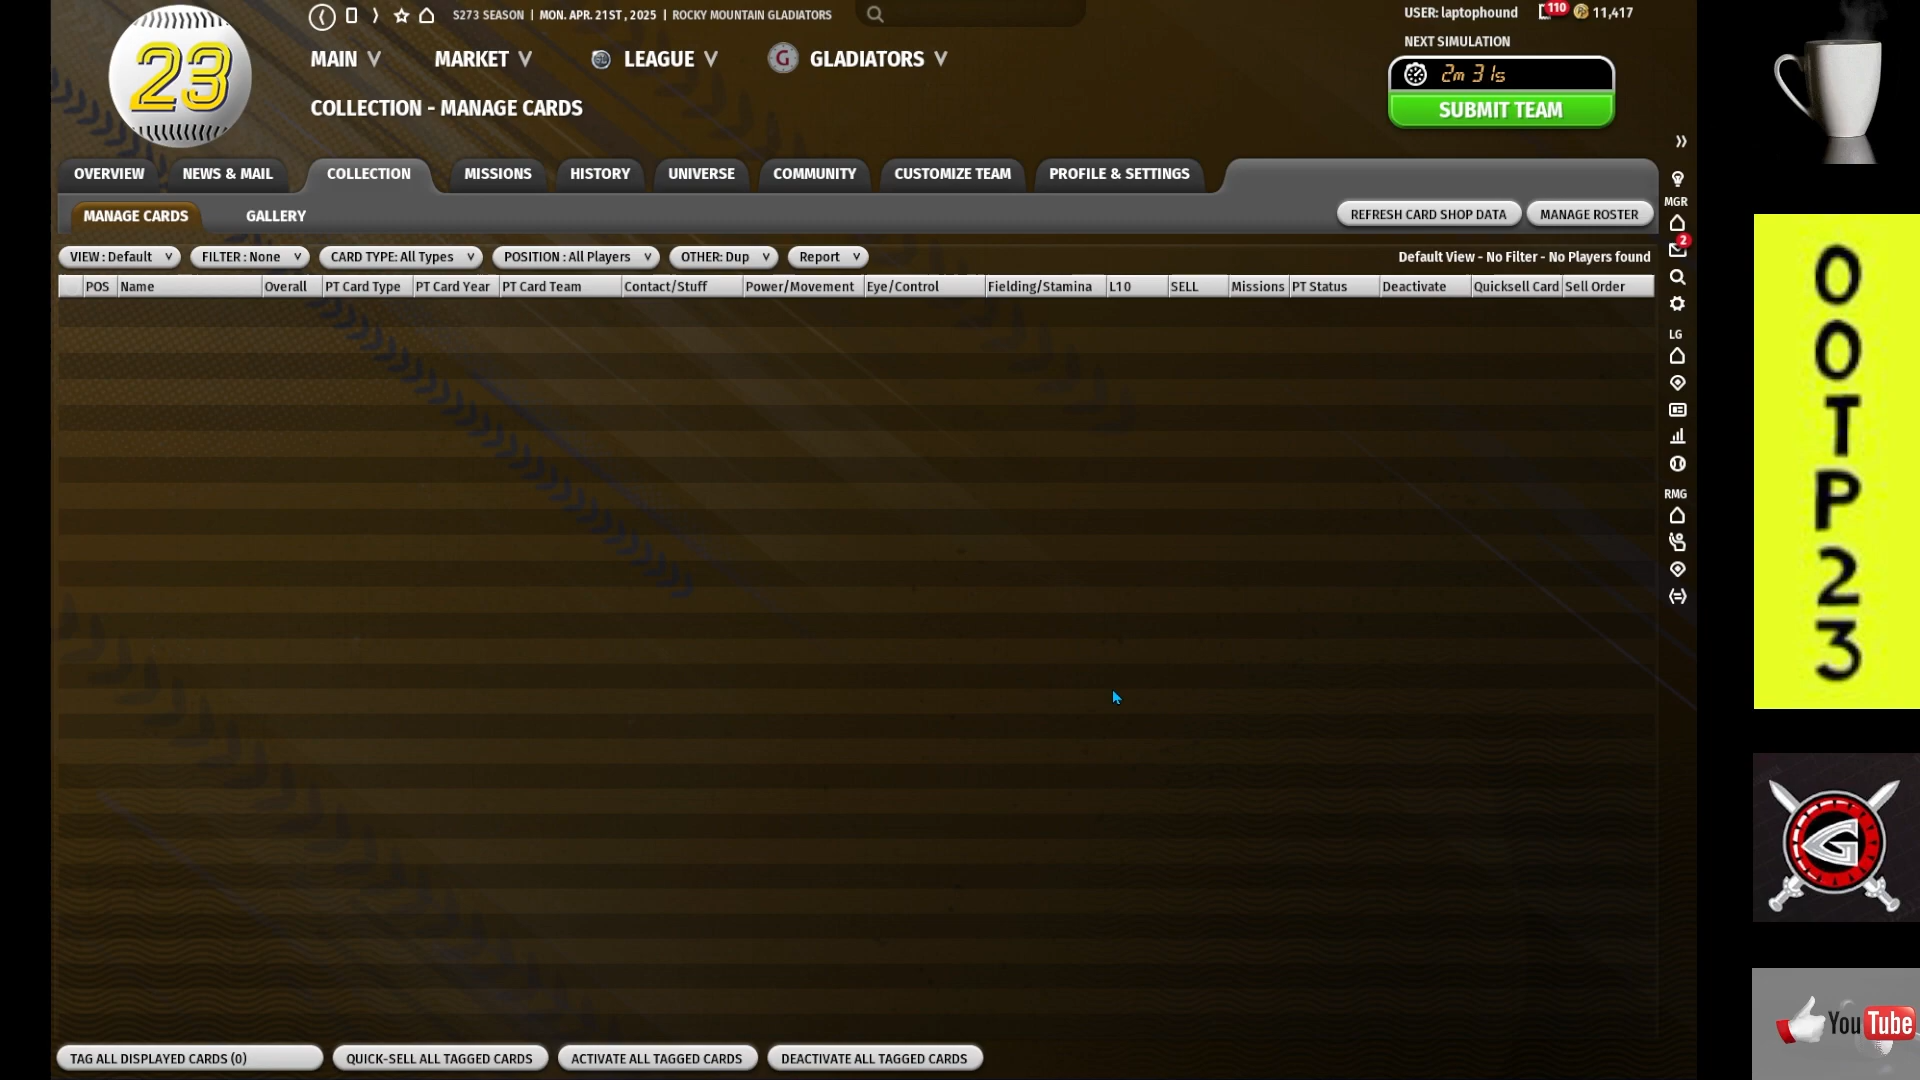 23
S273 SEASON | MON. APR. 21ST , 2025 | ROCKY MOUNTAIN GLADIATORS
USER: laptophound 110 11,417
MAIN MARKET LEAGUE G GLADIATORS
NEXT SIMULATION
2m 31s
SUBMIT TEAM
COLLECTION - MANAGE CARDS
OVERVIEW NEWS & MAIL COLLECTION MISSIONS HISTORY UNIVERSE COMMUNITY CUSTOMIZE TEAM PROFILE & SETTINGS
MANAGE CARDS GALLERY REFRESH CARD SHOP DATA MANAGE ROSTER
VIEW : Default FILTER : None CARD TYPE: All Types POSITION : All Players OTHER: Dup Report Default View - No Filter - No Players found
POS Name Overall PT Card Type PT Card Year PT Card Team Contact/Stuff Power/Movement Eye/Control Fielding/Stamina L10 SELL Missions PT Status Deactivate Quicksell Card Sell Order
MGR
2
LG
RMG
TAG ALL DISPLAYED CARDS (0) QUICK-SELL ALL TAGGED CARDS ACTIVATE ALL TAGGED CARDS DEACTIVATE ALL TAGGED CARDS
OOTP23
G
YouTube